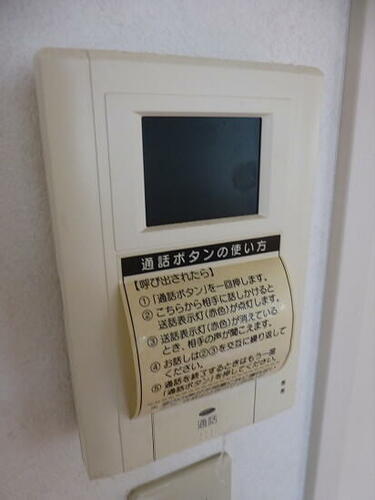 通話ボタンの使い方
【呼び出されたら】
①「通話ボタン」を一回押します。
②こちらから相手に話しかけると
送話表示灯(赤色)が点灯します。
③送話表示灯(赤色)が消えている
とき、相手の声が聞こえます。
④お話しは②③を交互に繰り返して
ください。
⑤通話を終了するときはもう一度
「通話ボタン」を押してください。
通話